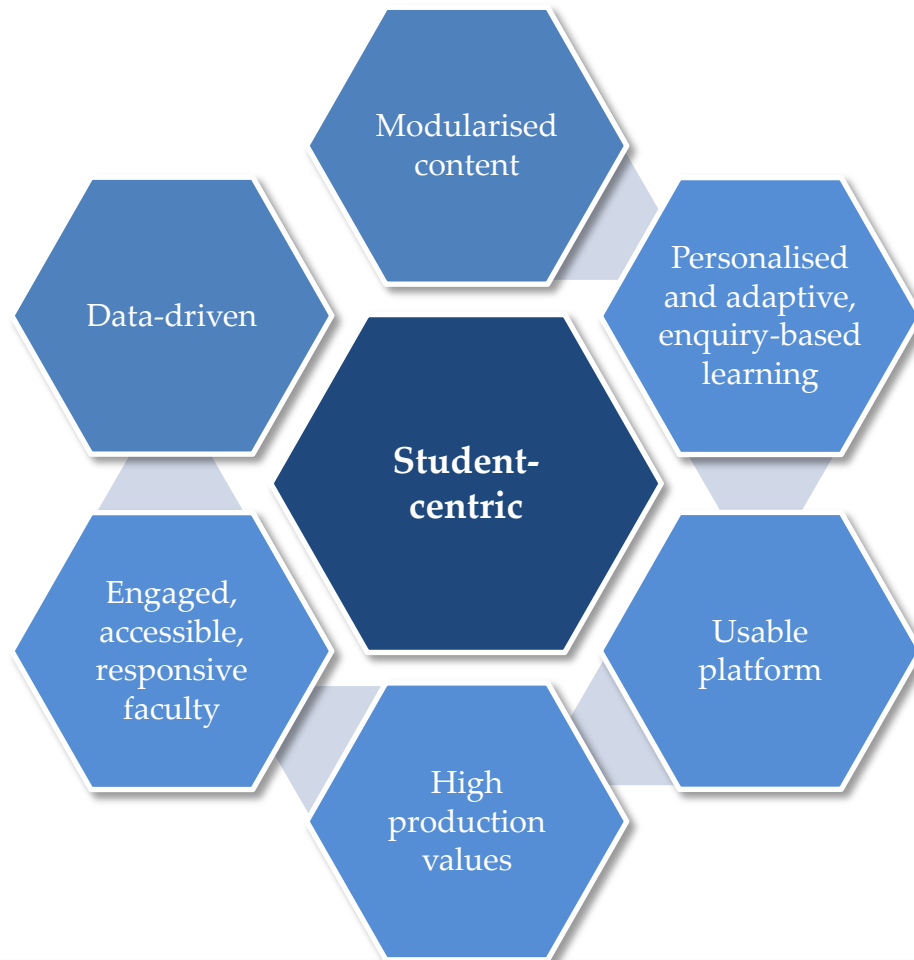 Modularised
content
Personalised
and adaptive,
enquiry-based
learning
Data-driven
Student-
centric
Engaged,
accessible,
responsive
faculty
Usable
platform
High
production
values